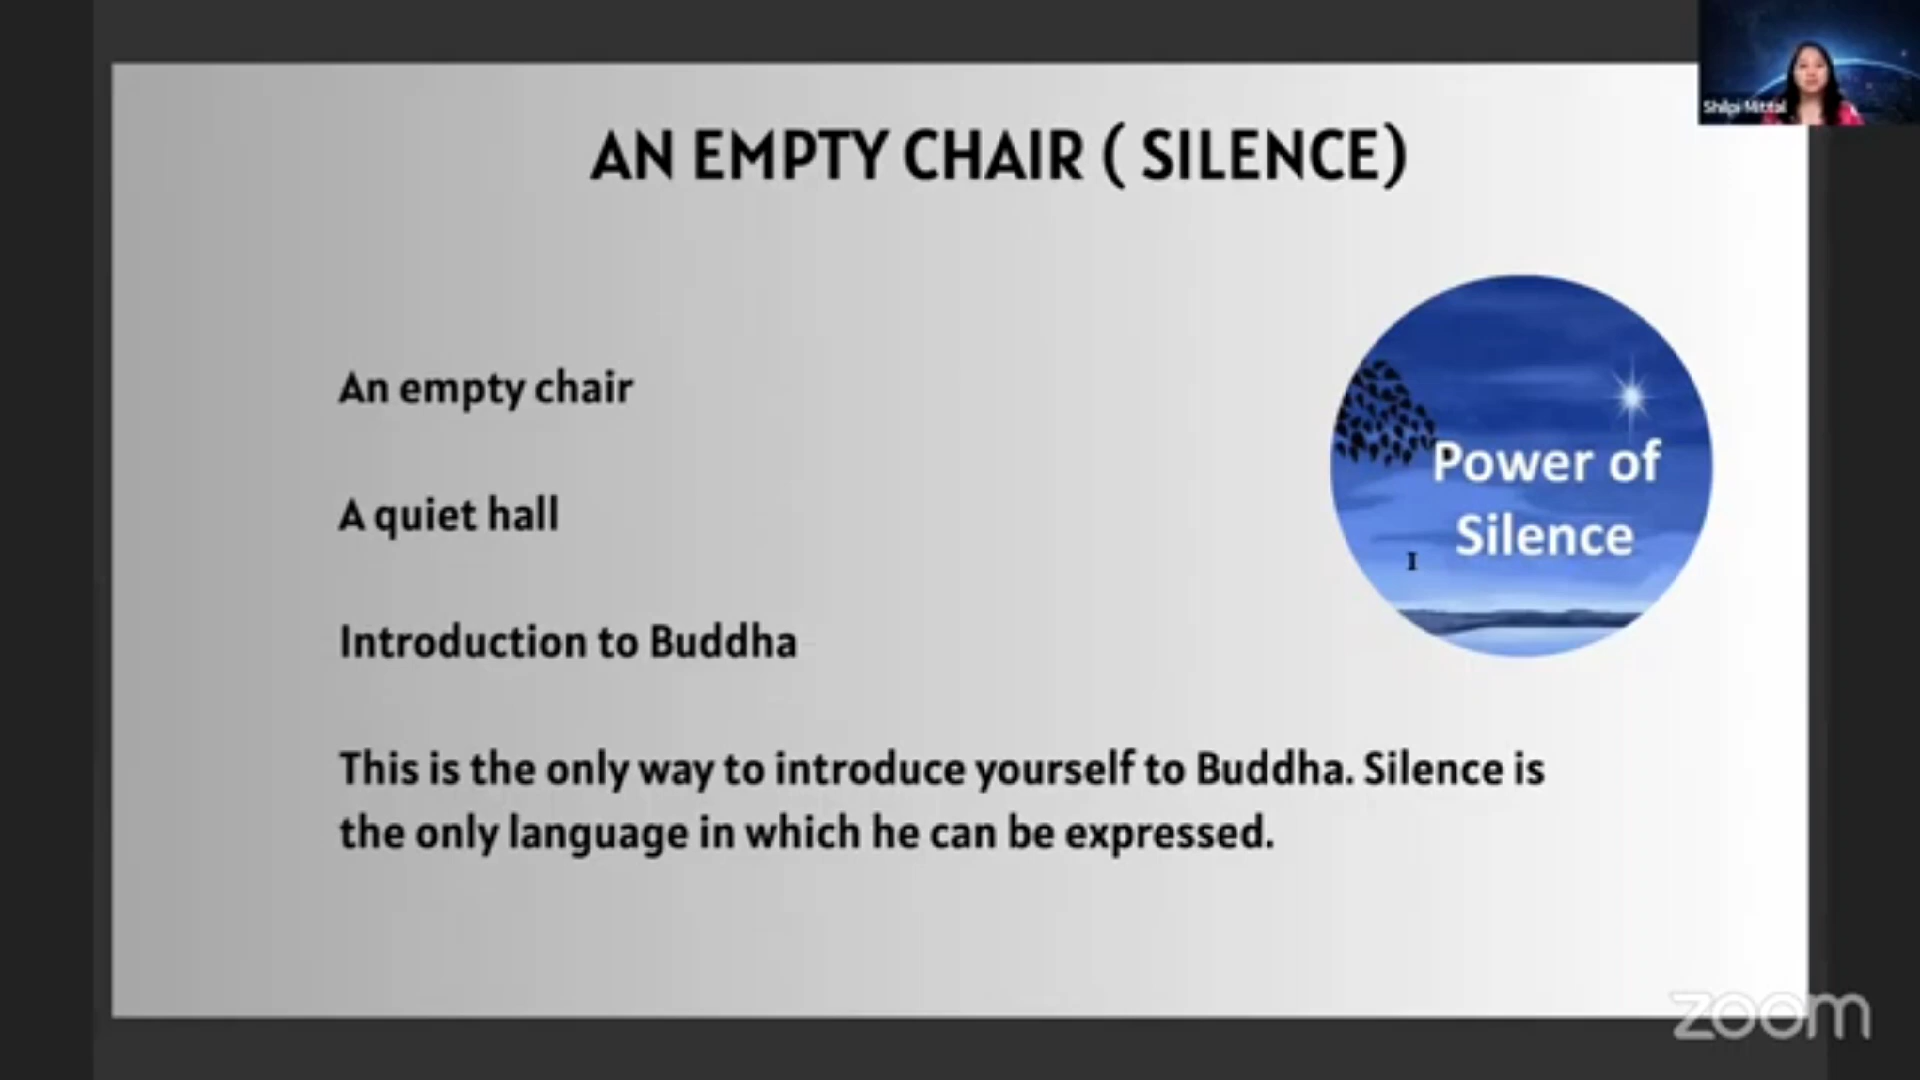 Shilpi Mittal
AN EMPTY CHAIR ( SILENCE)
An empty chair
A quiet hall
Introduction to Buddha
This is the only way to introduce yourself to Buddha. Silence is
the only language in which he can be expressed.
Power of
Silence
zoom